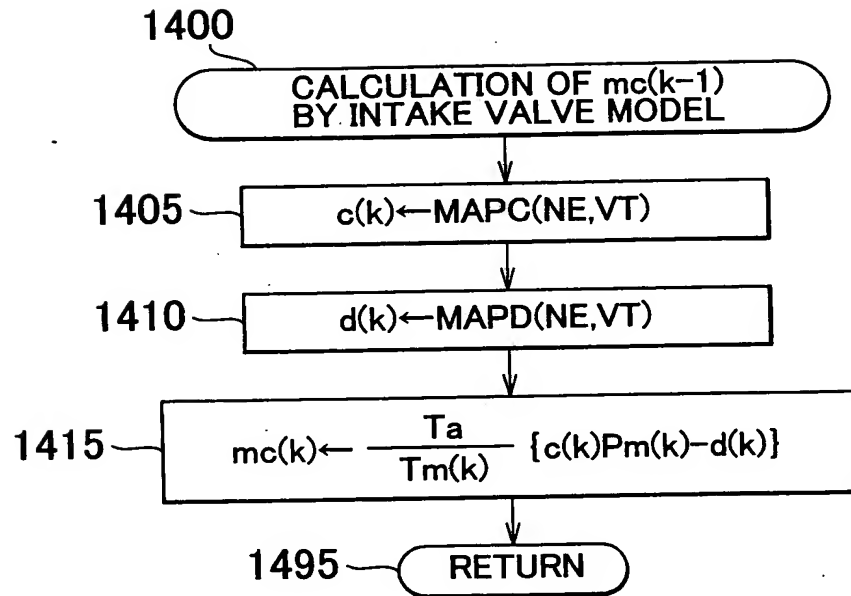 1400
CALCULATION OF mc(k-1)
BY INTAKE VALVE MODEL
1405
c(k)←MAPC(NE,VT)
1410
d(k)←MAPD(NE,VT)
1415
mc(k)← Ta/Tm(k) {c(k)Pm(k)-d(k)}
1495
RETURN